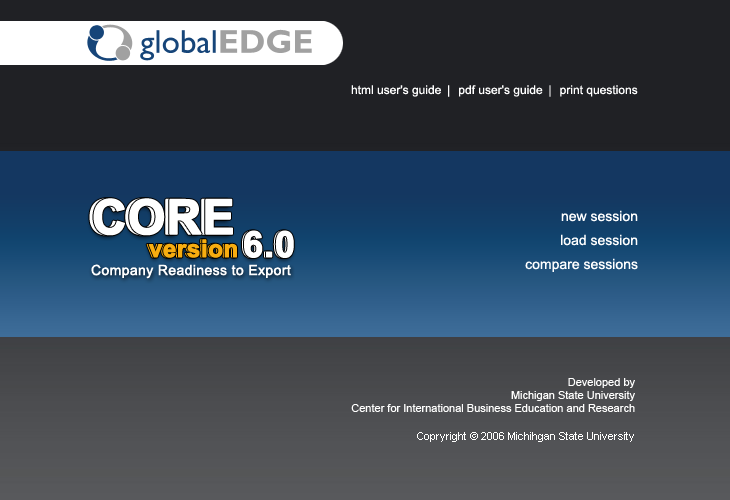 globalEDGE
html user's guide | pdf user's guide | print questions
CORE
version 6.0
Company Readiness to Export
new session
load session
compare sessions
Developed by
Michigan State University
Center for International Business Education and Research
Copryright © 2006 Michihgan State University